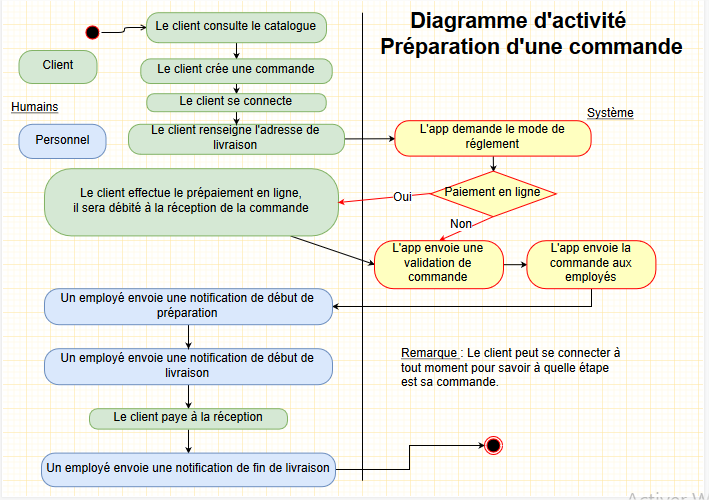 Diagramme d'activité
Préparation d'une commande
Le client consulte le catalogue
Client
Le client crée une commande
Le client se connecte
Humains
Système
Personnel
Le client renseigne l'adresse de
livraison
L'app demande le mode de
réglement
Le client effectue le prépaiement en ligne,
il sera débité à la réception de la commande
Oui
Paiement en ligne
Non
L'app envoie une
validation de
commande
L'app envoie la
commande aux
employés
Un employé envoie une notification de début de
préparation
Un employé envoie une notification de début de
livraison
Remarque : Le client peut se connecter à
tout moment pour savoir à quelle étape
est sa commande.
Le client paye à la réception
Un employé envoie une notification de fin de livraison